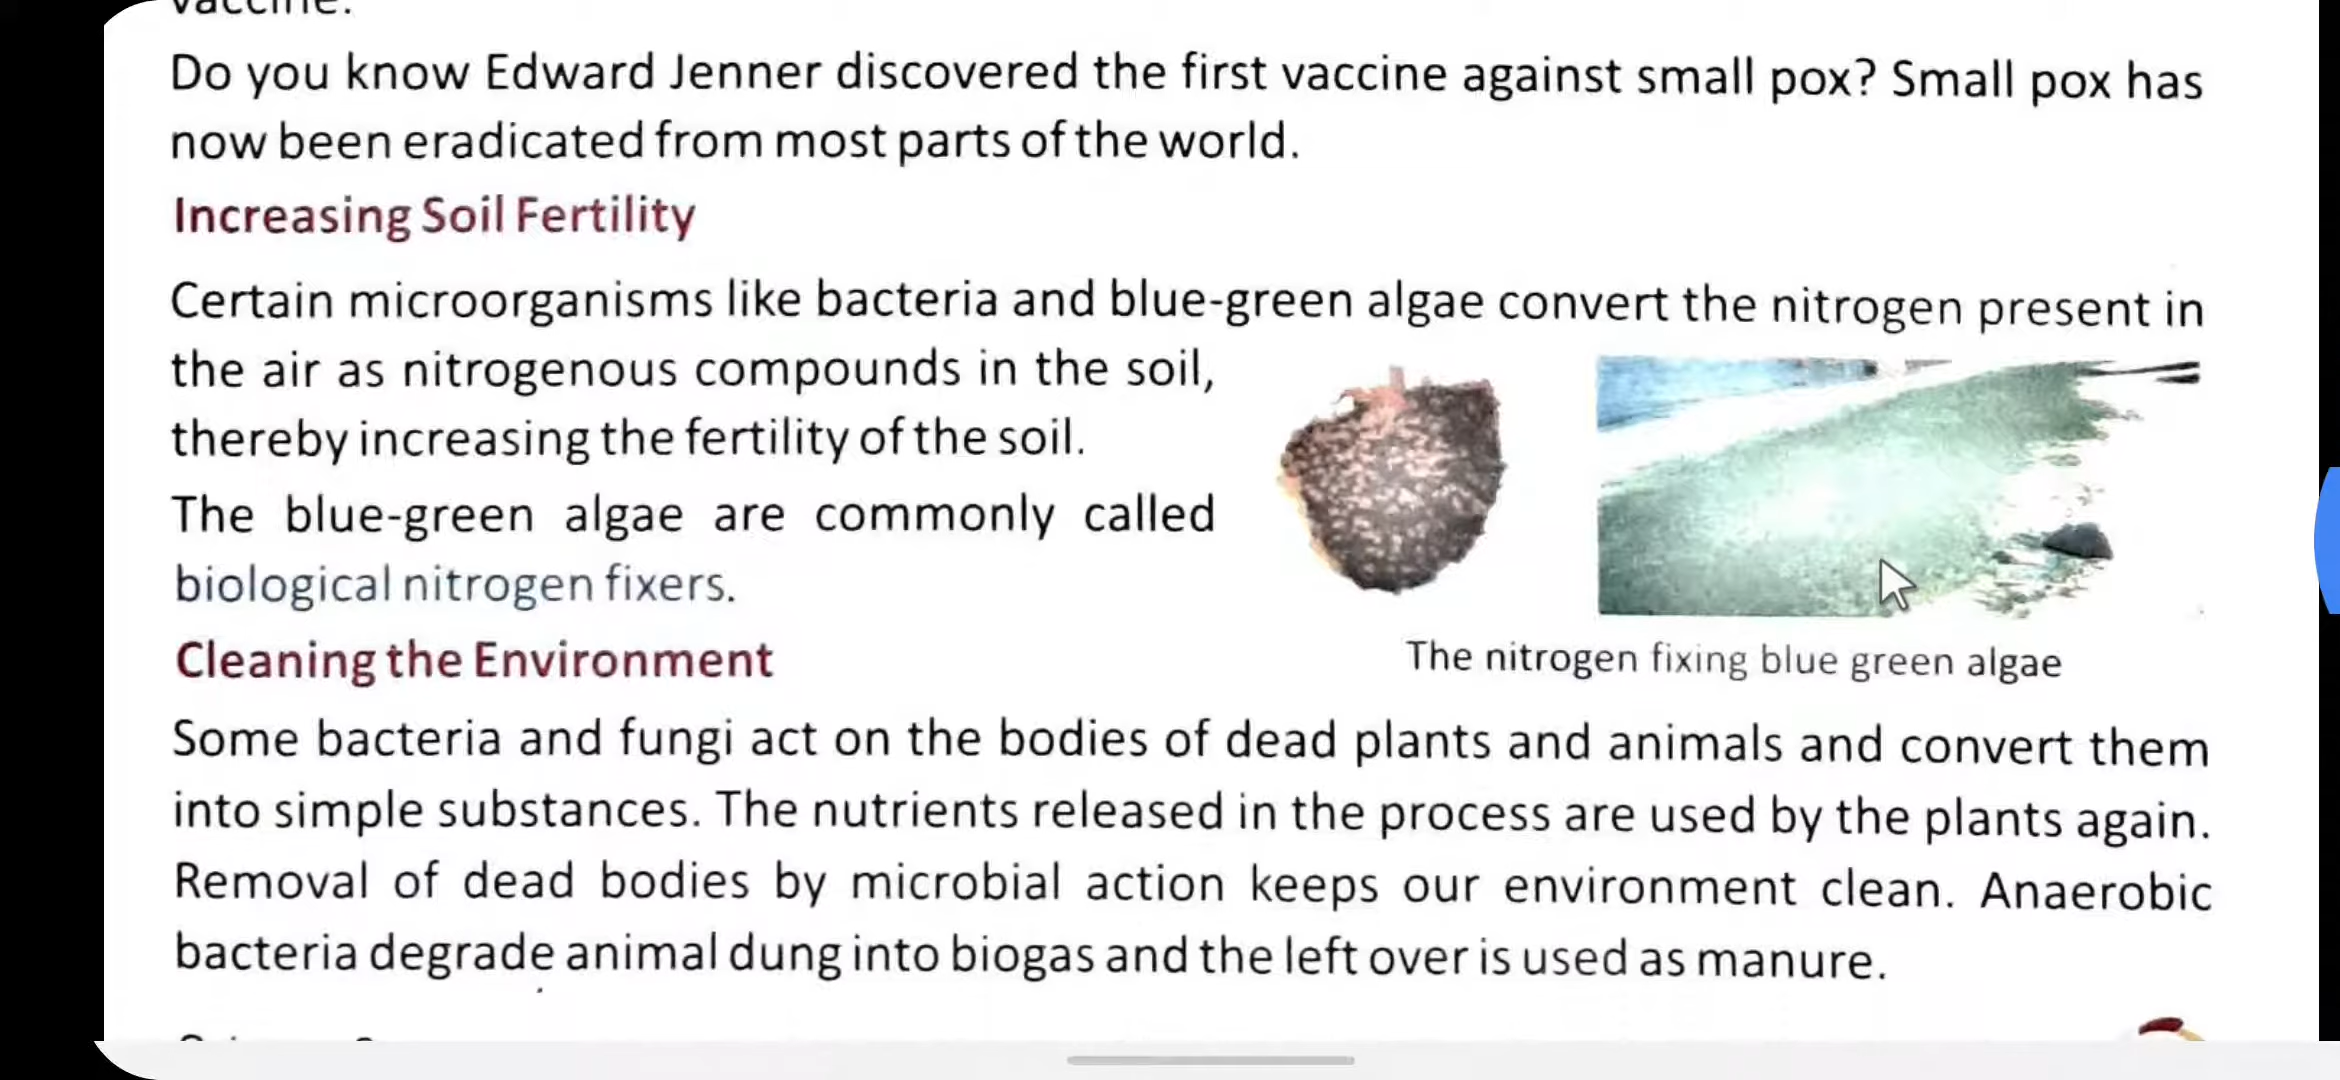 vaccine.
Do you know Edward Jenner discovered the first vaccine against small pox? Small pox has
now been eradicated from most parts of the world.
Increasing Soil Fertility
Certain microorganisms like bacteria and blue-green algae convert the nitrogen present in
the air as nitrogenous compounds in the soil,
thereby increasing the fertility of the soil.
The blue-green algae are commonly called
biological nitrogen fixers.
The nitrogen fixing blue green algae
Cleaning the Environment
Some bacteria and fungi act on the bodies of dead plants and animals and convert them
into simple substances. The nutrients released in the process are used by the plants again.
Removal of dead bodies by microbial action keeps our environment clean. Anaerobic
bacteria degrade animal dung into biogas and the left over is used as manure.